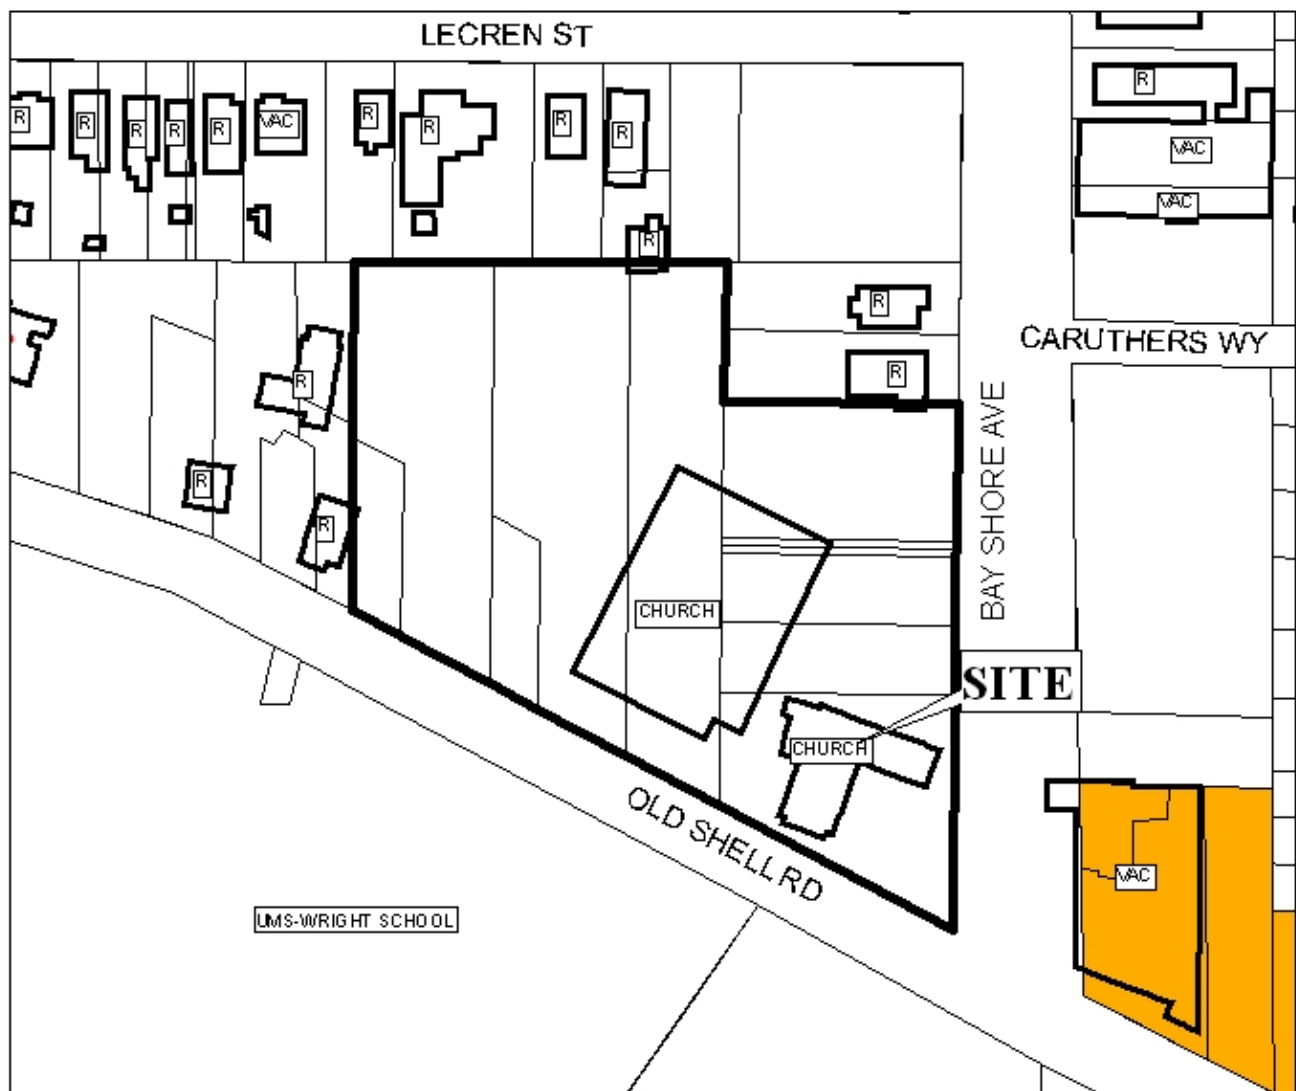 LECREN ST
R
R
R
R
R
VAC
R
R
R
R
R
VAC
VAC
R
R
CARUTHERS WY
R
R
R
R
BAY SHORE AVE
CHURCH
SITE
CHURCH
OLD SHELL RD
VAC
UMS-WRIGHT SCHOOL